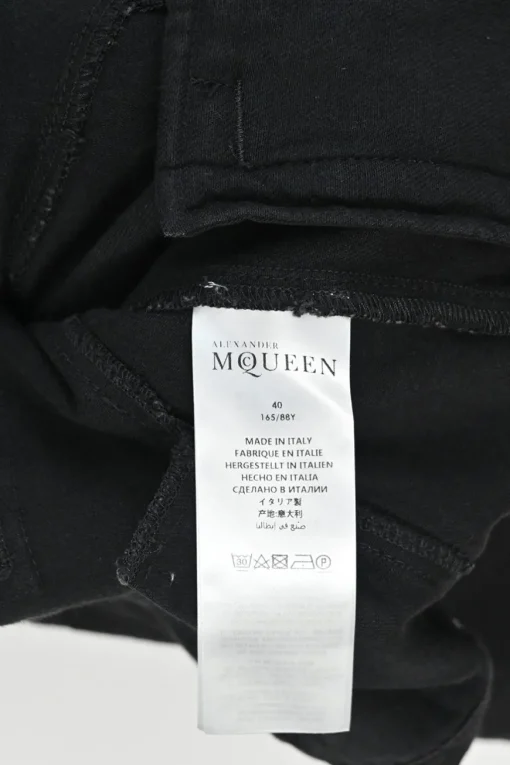 ALEXANDER
McQUEEN
40
165/88Y
MADE IN ITALY
FABRIQUE EN ITALIE
HERGESTELLT IN ITALIEN
HECHO EN ITALIA
СДЕЛАНО В ИТАЛИИ
イタリア製
产地:意大利
صنع في إيطاليا
30 P